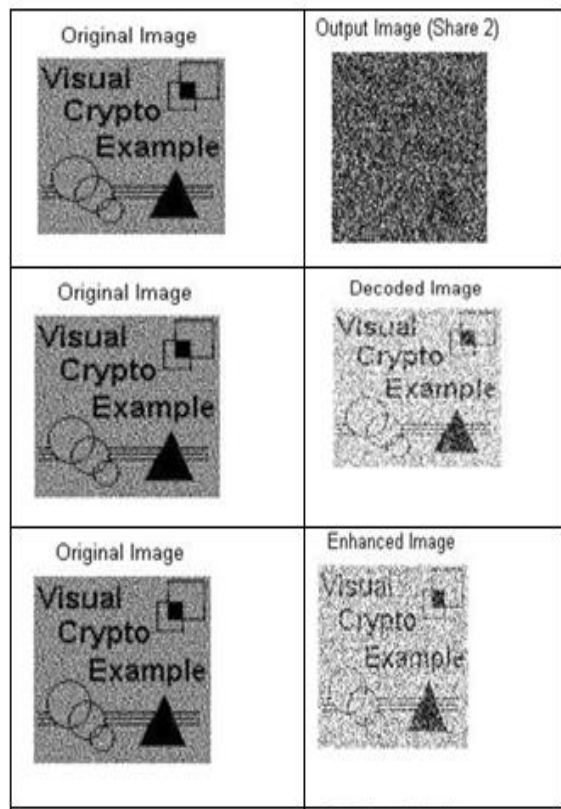 Original Image
Visual
Crypto
Example
Output Image (Share 2)
Original Image
Visual
Crypto
Example
Decoded Image
Visual
Crypto
Example
Original Image
Visual
Crypto
Example
Enhanced Image
Visual
Crypto
Example